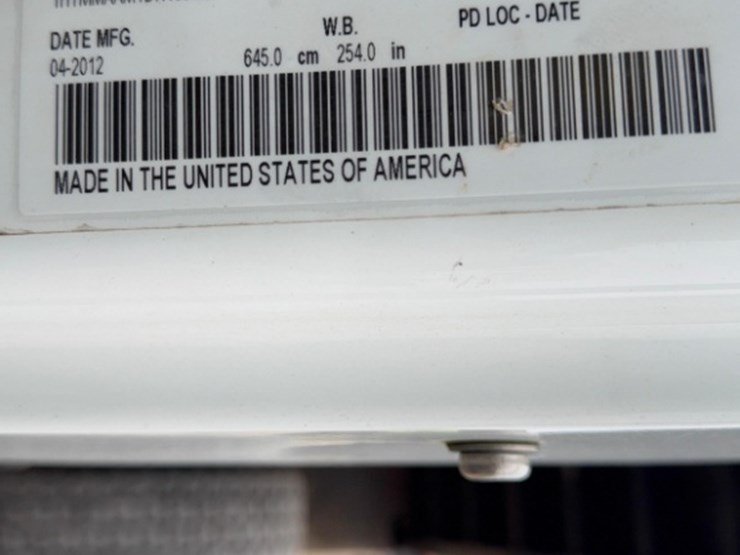 DATE MFG. W.B. PD LOC - DATE
04-2012 645.0 cm 254.0 in
MADE IN THE UNITED STATES OF AMERICA